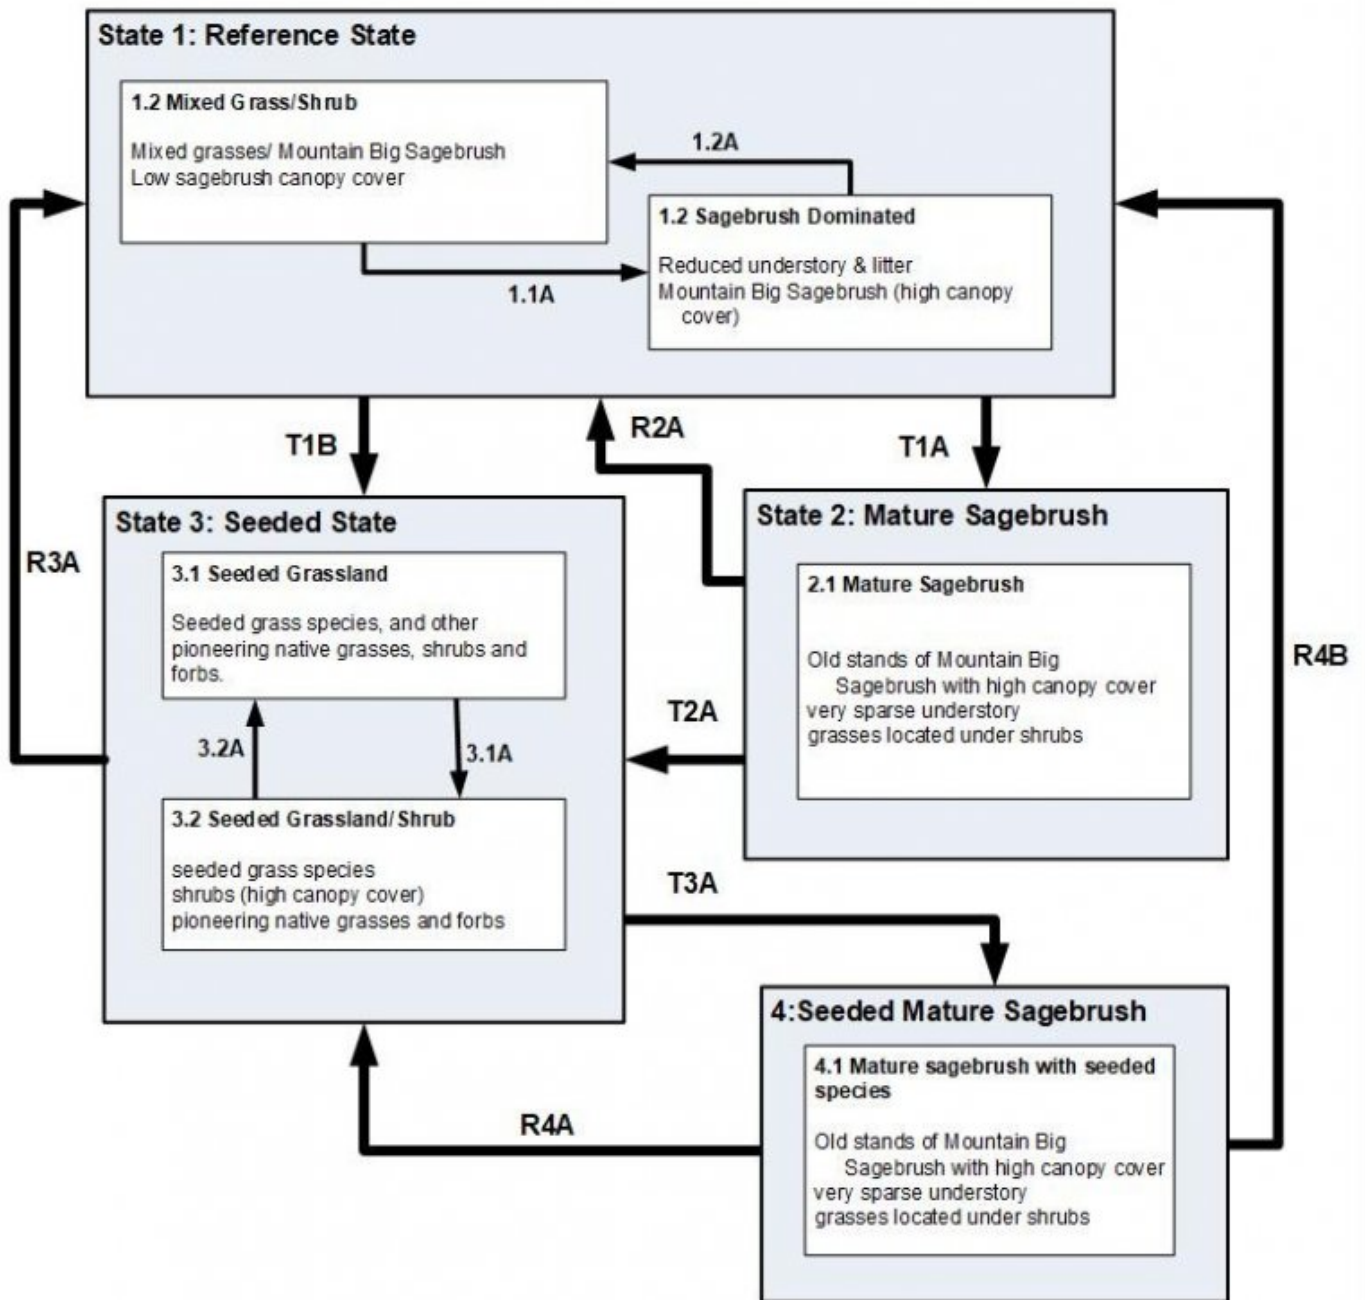 State 1: Reference State
1.2 Mixed Grass/Shrub
Mixed grasses/ Mountain Big Sagebrush
Low sagebrush canopy cover
1.2A
1.2 Sagebrush Dominated
Reduced understory & litter
Mountain Big Sagebrush (high canopy
cover)
1.1A
T1B
R2A
T1A
R3A
State 3: Seeded State
3.1 Seeded Grassland
Seeded grass species, and other
pioneering native grasses, shrubs and
forbs.
3.2A
3.1A
3.2 Seeded Grassland/Shrub
seeded grass species
shrubs (high canopy cover)
pioneering native grasses and forbs
State 2: Mature Sagebrush
2.1 Mature Sagebrush
Old stands of Mountain Big
Sagebrush with high canopy cover
very sparse understory
grasses located under shrubs
T2A
R4B
T3A
4:Seeded Mature Sagebrush
4.1 Mature sagebrush with seeded
species
Old stands of Mountain Big
Sagebrush with high canopy cover
very sparse understory
grasses located under shrubs
R4A